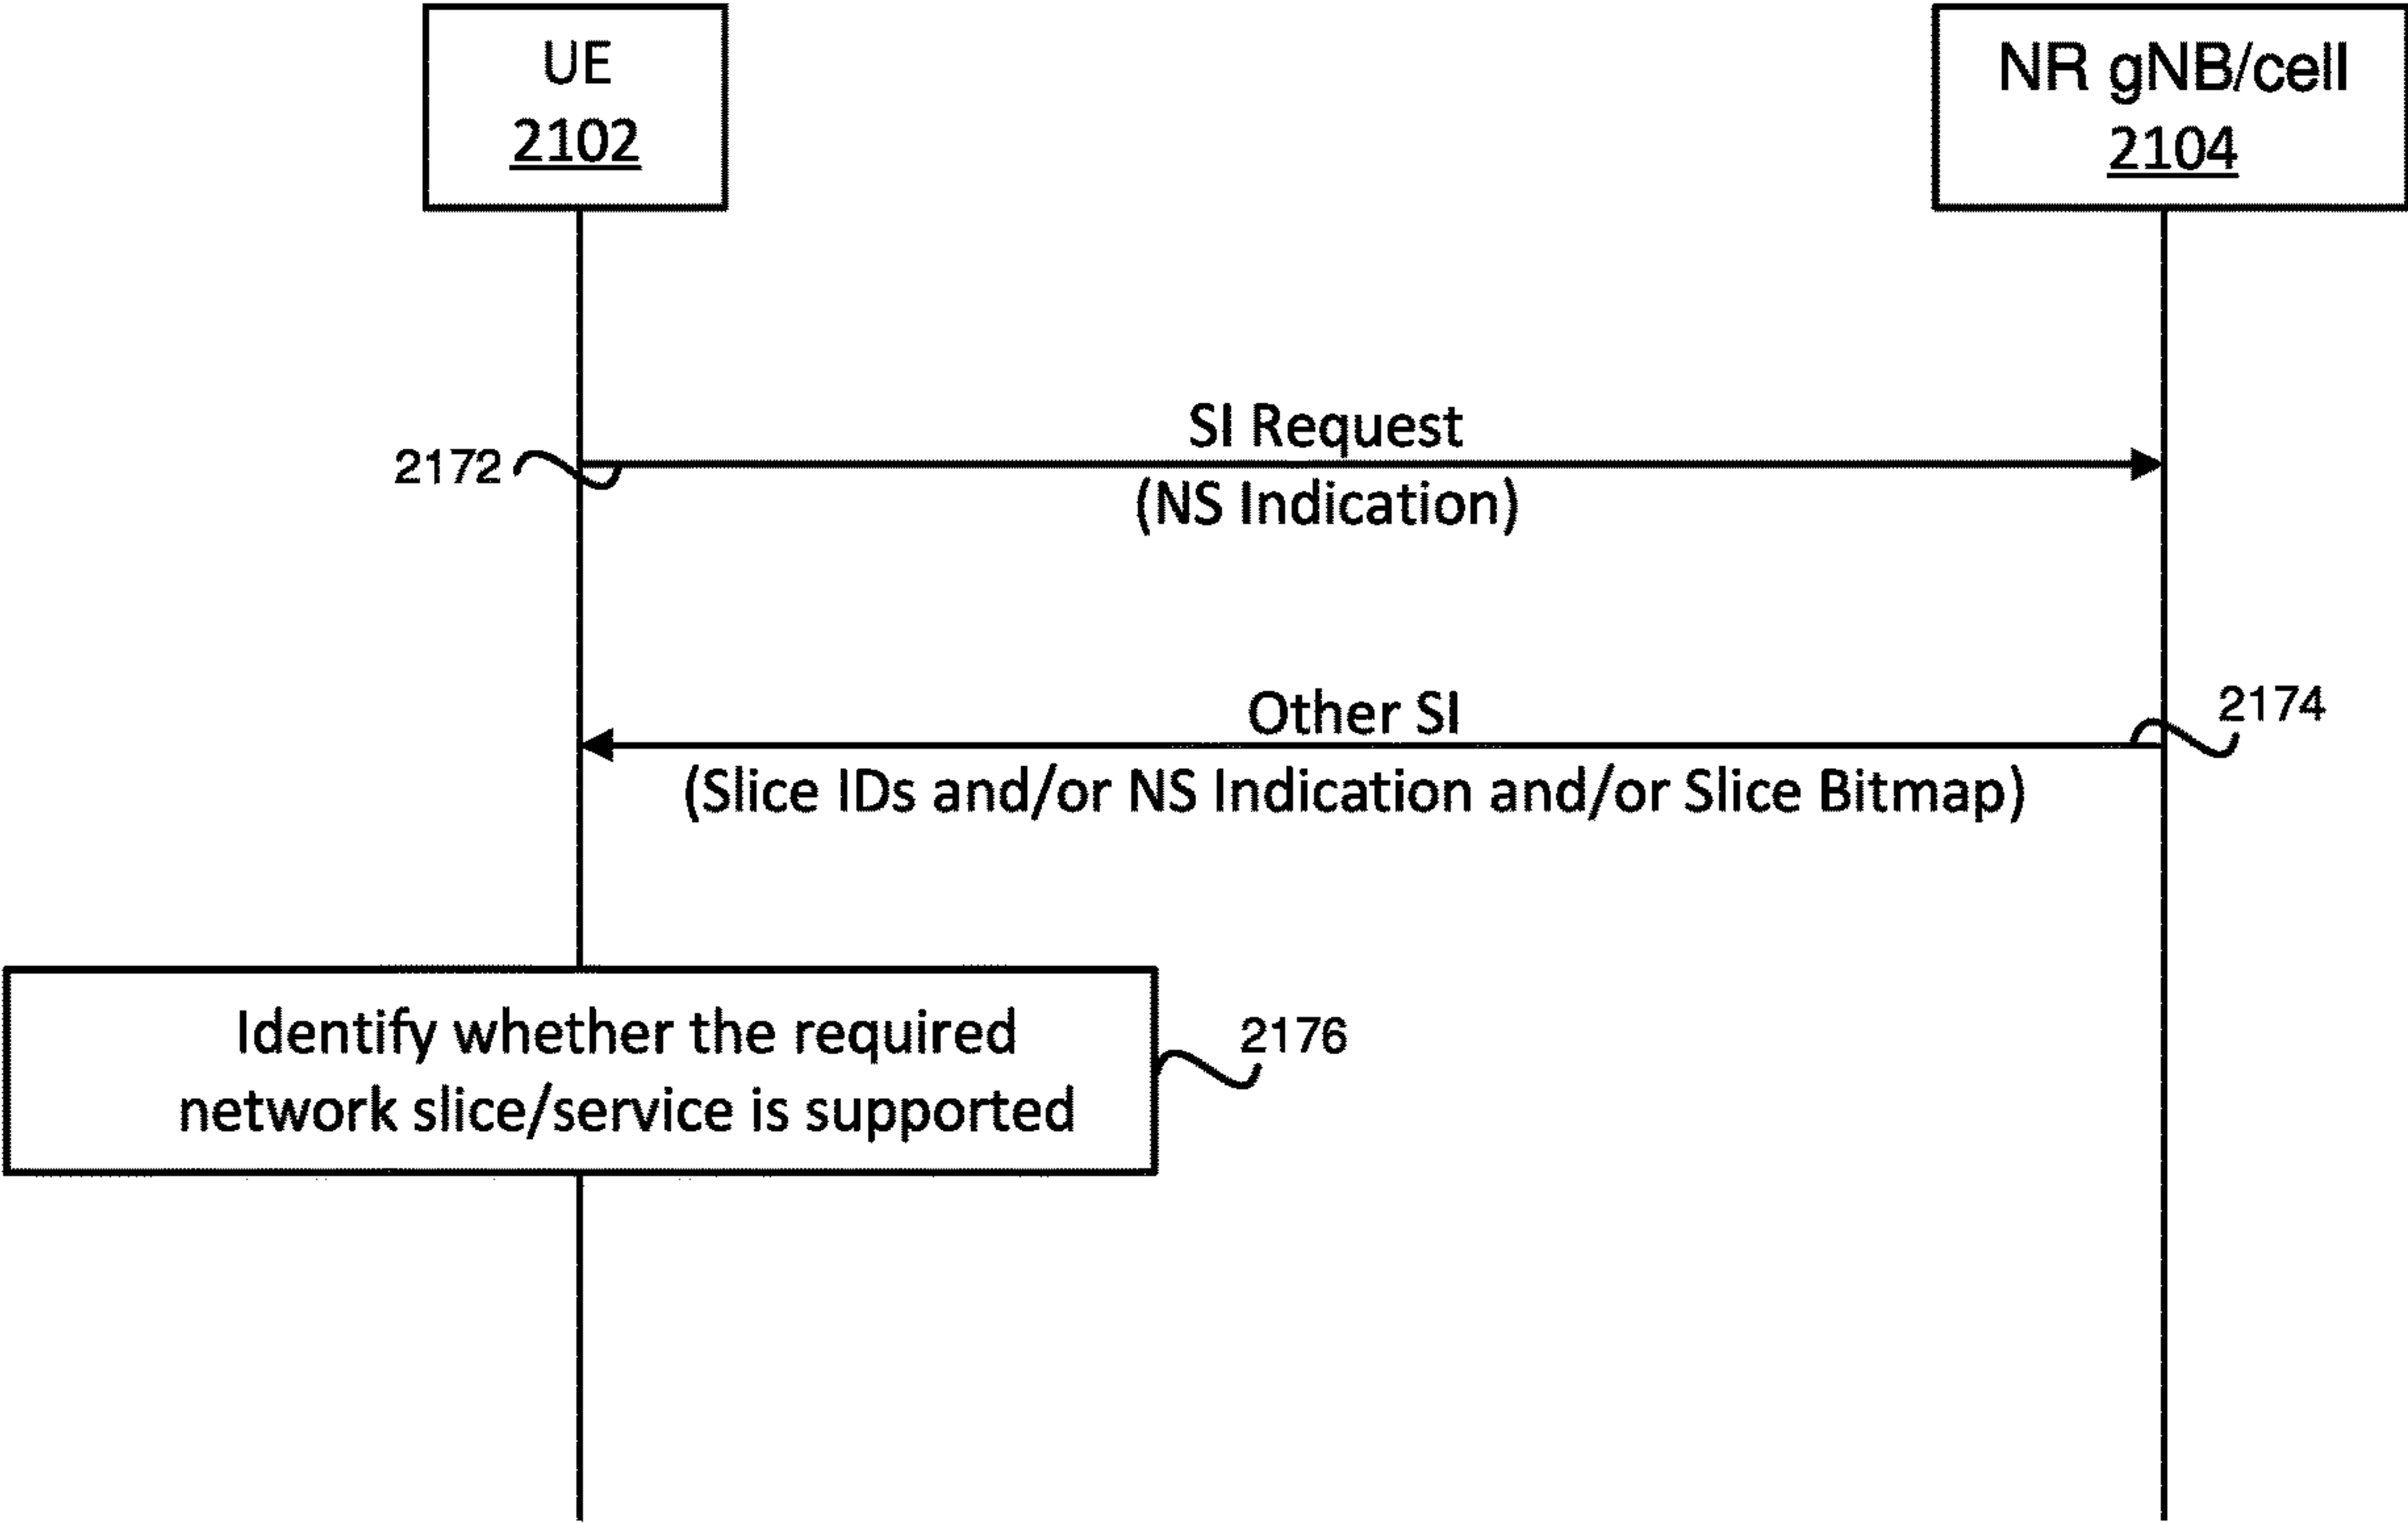 UE
2102
NR gNB/cell
2104
SI Request
2172
(NS Indication)
Other SI
2174
(Slice IDs and/or NS Indication and/or Slice Bitmap)
Identify whether the required
network slice/service is supported
2176